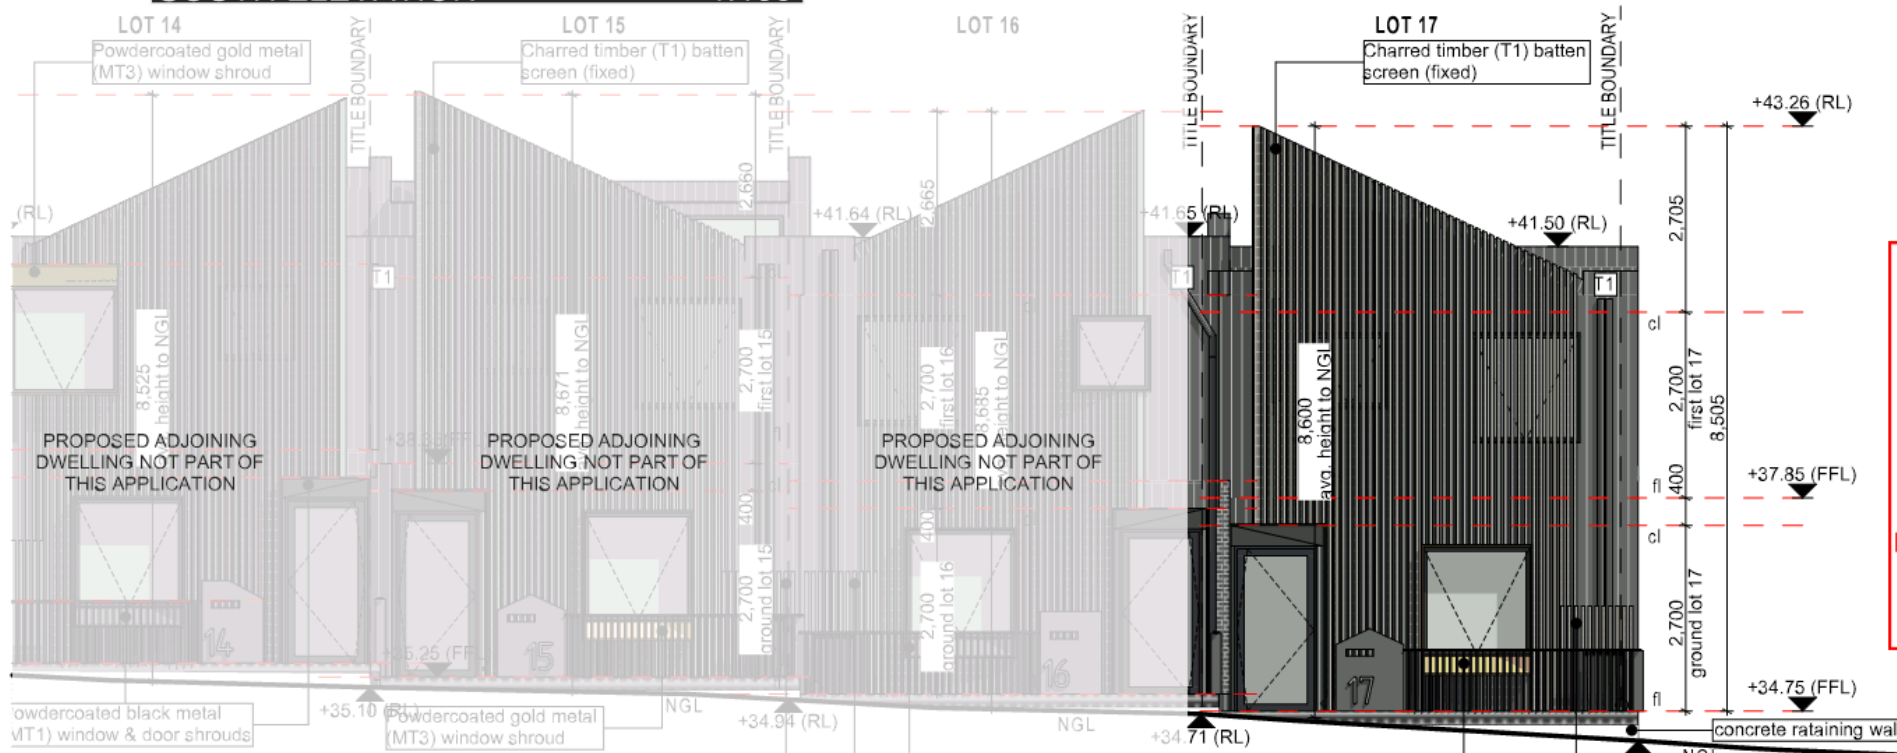 LOT 14
LOT 15
LOT 16
LOT 17
Powdercoated gold metal
(MT3) window shroud
Charred timber (T1) batten
screen (fixed)
Charred timber (T1) batten
screen (fixed)
TITLE BOUNDARY
TITLE BOUNDARY
TITLE BOUNDARY
TITLE BOUNDARY
+43.26 (RL)
(RL)
+41.64 (RL)
+41.65 (RL)
+41.50 (RL)
2,660
2,665
2,705
T1
T1
T1
cl
8,525
height to NGL
8,671
avg. height to NGL
2,700
first lot 15
2,700
first lot 16
8,685
height to NGL
8,600
avg. height to NGL
2,700
first lot 17
8,505
PROPOSED ADJOINING
DWELLING NOT PART OF
THIS APPLICATION
PROPOSED ADJOINING
DWELLING NOT PART OF
THIS APPLICATION
PROPOSED ADJOINING
DWELLING NOT PART OF
THIS APPLICATION
fl
+37.85 (FFL)
400
400
400
cl
2,700
ground lot 15
2,700
ground lot 16
2,700
ground lot 17
14
15
16
17
fl
+34.75 (FFL)
+35.10 (RL)
+34.94 (RL)
+34.71 (RL)
NGL
NGL
NGL
owdercoated black metal
MT1) window & door shrouds
Powdercoated gold metal
(MT3) window shroud
concrete rataining wal